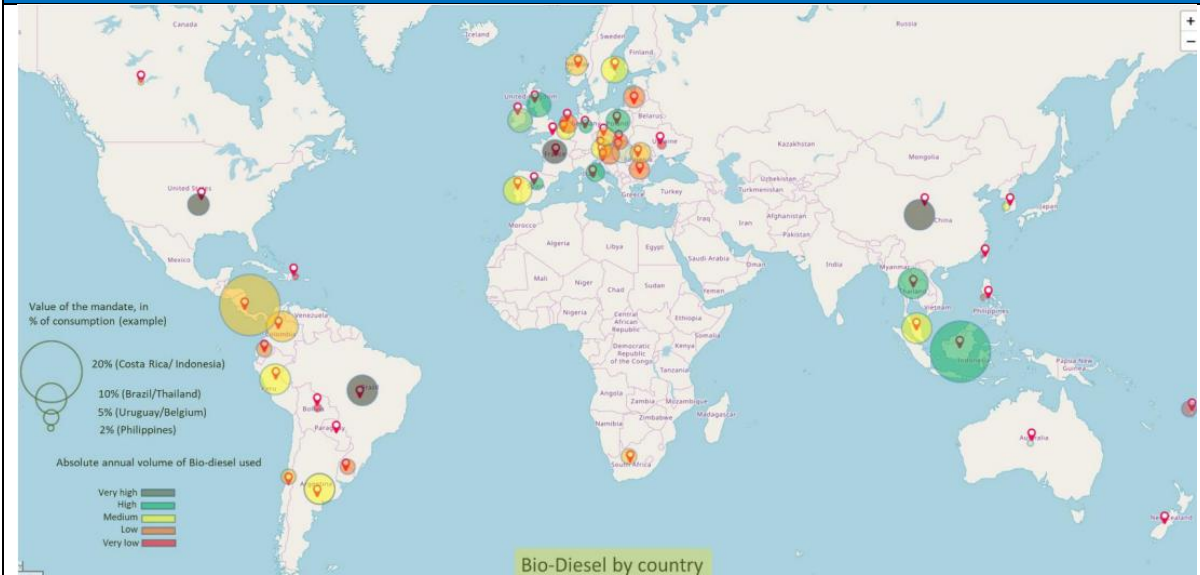 Canada
Iceland
Sweden
Finland
Russia
+
−
United Kingdom
Belarus
Ukraine
Kazakhstan
Mongolia
United States
Uzbekistan
Turkmenistan
Greece
Turkey
China
Japan
Morocco
Iraq
Iran
Afghanistan
Pakistan
Mexico
Algeria
Libya
Egypt
Saudi Arabia
Oman
India
Myanmar
Mali
Niger
Chad
Sudan
Yemen
Thailand
Vietnam
Philippines
Value of the mandate, in
% of consumption (example)
Venezuela
Colombia
Nigeria
Central
African
Republic
Ethiopia
Somalia
20% (Costa Rica/ Indonesia)
Democratic
Republic
of the Congo
Kenya
Tanzania
Indonesia
Papua New
Guinea
10% (Brazil/Thailand)
5% (Uruguay/Belgium)
2% (Philippines)
Peru
Brazil
Bolivia
Paraguay
Angola
Zambia
Mozambique
Zimbabwe
Namibia
Madagascar
Australia
Absolute annual volume of Bio-diesel used
South Africa
Argentina
Very high
High
Medium
Low
Very low
New Zealand
Bio-Diesel by country